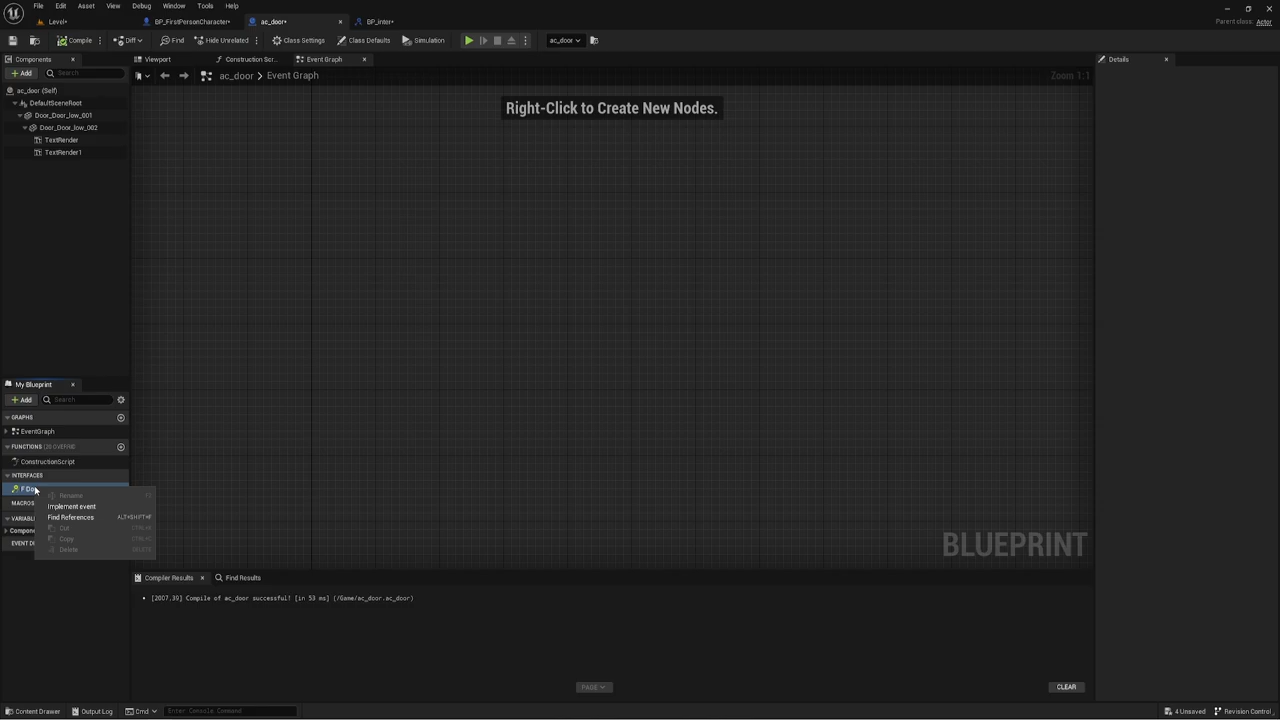 File Edit Asset View Debug Window Tools Help
Level•
BP_FirstPersonCharacter•
ac_door•
BP_inter•
Parent class: Actor
Compile
Diff
Find
Hide Unrelated
Class Settings
Class Defaults
Simulation
ac_door
Components
Viewport
Construction Scr...
Event Graph
Details
Add
Search
ac_door > Event Graph
Zoom 1:1
ac_door (Self)
DefaultSceneRoot
Door_Door_low_001
Door_Door_low_002
TextRender
TextRender1
Right-Click to Create New Nodes.
My Blueprint
Add
Search
GRAPHS
EventGraph
FUNCTIONS
ConstructionScript
INTERFACES
MACROS
Rename
Implement event
Find References ALT+SHIFT+F
Cut
Copy
Delete
BLUEPRINT
Compiler Results
Find Results
• [2007.39] Compile of ac_door successful! [in 53 ms] (/Game/ac_door.ac_door)
PAGE
CLEAR
Content Drawer
Output Log
Cmd
Enter Console Command
4 Unsaved
Revision Control